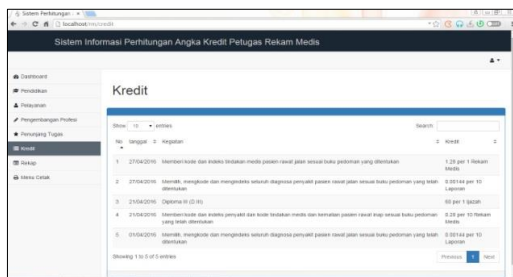 Sistem Perhitungan
localhost/rm/credit
Sistem Informasi Perhitungan Angka Kredit Petugas Rekam Medis
Dashboard
Pendidikan
Pelayanan
Pengembangan Profesi
Penunjang Tugas
Kredit
Rekap
Menu Cetak
Kredit
Show 10 entries
Search
No tanggal Kegiatan Kredit
1 27/04/2016 Memberi kode dan indeks tindakan medis pasien rawat jalan sesuai buku pedoman yang ditentukan 1.29 per 1 Rekam
Medis
2 27/04/2016 Memilih, mengkode dan mengindeks seluruh diagnosa penyakit pasien rawat jalan sesuai buku pedoman yang telah 0.00144 per 10
ditentukan Laporan
3 21/04/2016 Diploma III (D III) 60 per 1 Ijazah
4 21/04/2016 Memberi kode dan indeks penyakit dan kode tindakan medis dan kematian pasien rawat inap sesuai buku pedoman 0.28 per 10 Rekam
yang telah ditentukan Medis
5 01/04/2016 Memilih, mengkode dan mengindeks seluruh diagnosa penyakit pasien rawat jalan sesuai buku pedoman yang telah 0.00144 per 10
ditentukan Laporan
Showing 1 to 5 of 5 entries
Previous 1 Next